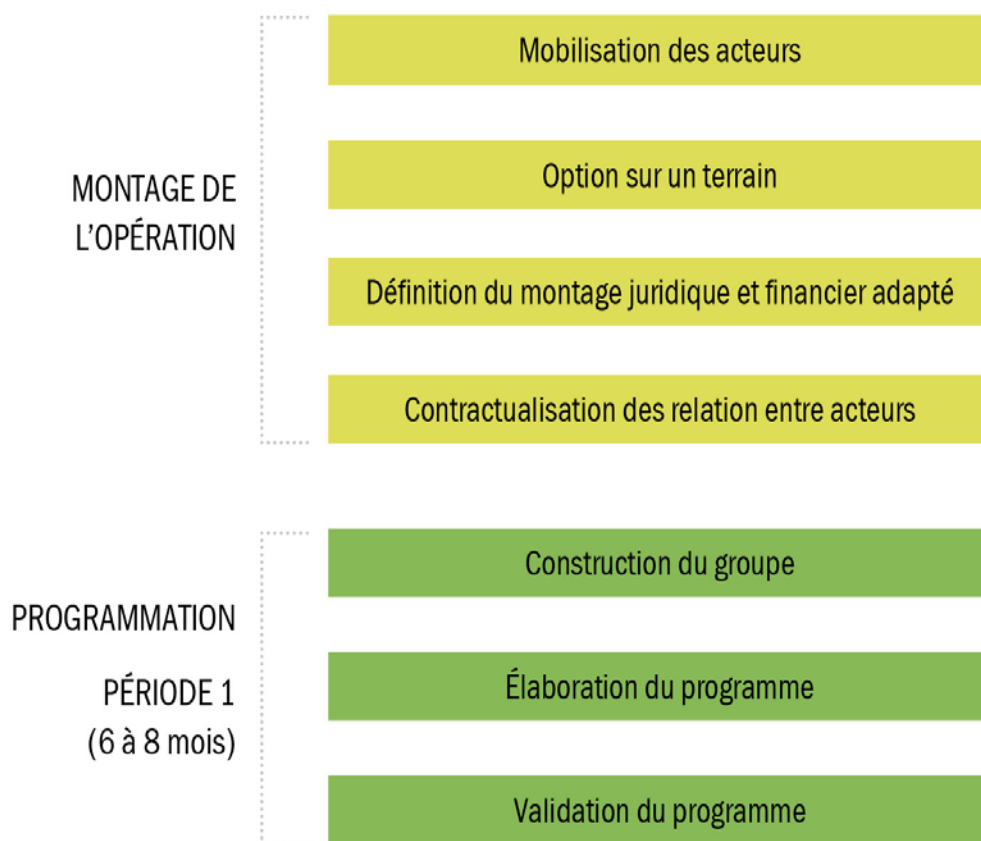 Mobilisation des acteurs
Option sur un terrain
MONTAGE DE
L'OPÉRATION
Définition du montage juridique et financier adapté
Contractualisation des relation entre acteurs
Construction du groupe
PROGRAMMATION
Élaboration du programme
PÉRIODE 1
(6 à 8 mois)
Validation du programme